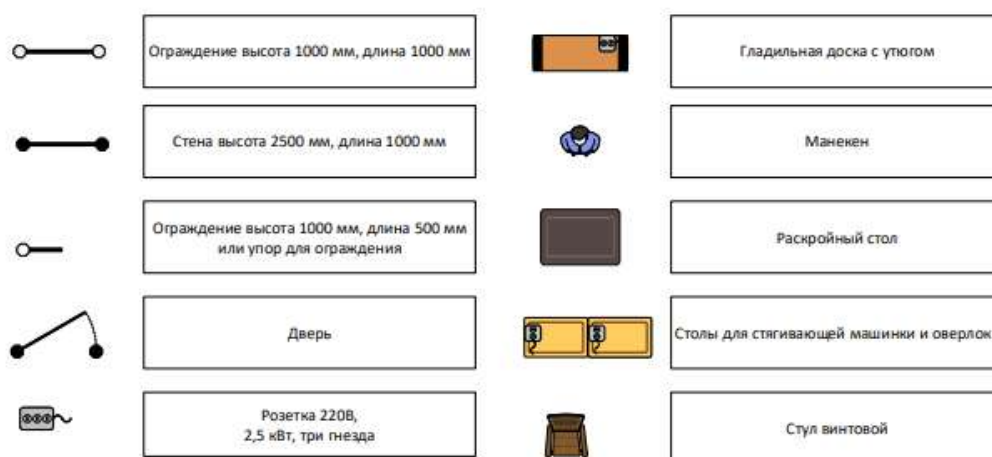 Ограждение высота 1000 мм, длина 1000 мм
Гладильная доска с утюгом
Стена высота 2500 мм, длина 1000 мм
Манекен
Ограждение высота 1000 мм, длина 500 мм
или упор для ограждения
Раскройный стол
Дверь
Столы для стягивающей машинки и оверлок
Розетка 220В,
2,5 кВт, три гнезда
Стул винтовой